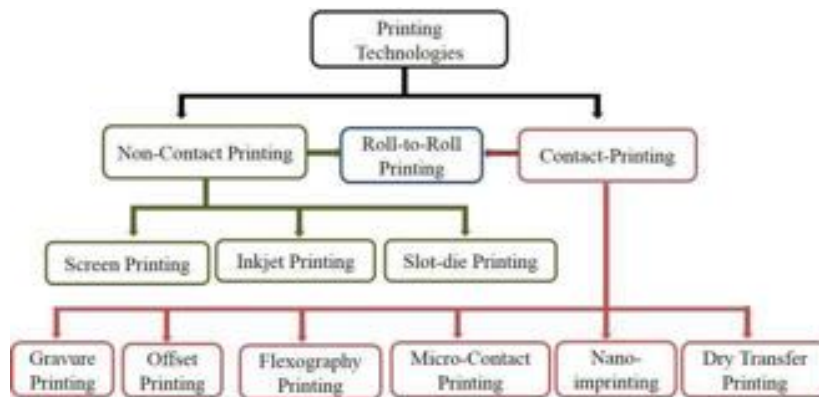 Printing
Technologies
Non-Contact Printing
Roll-to-Roll
Printing
Contact-Printing
Screen Printing
Inkjet Printing
Slot-die Printing
Gravure
Printing
Offset
Printing
Flexography
Printing
Micro-Contact
Printing
Nano-
imprinting
Dry Transfer
Printing